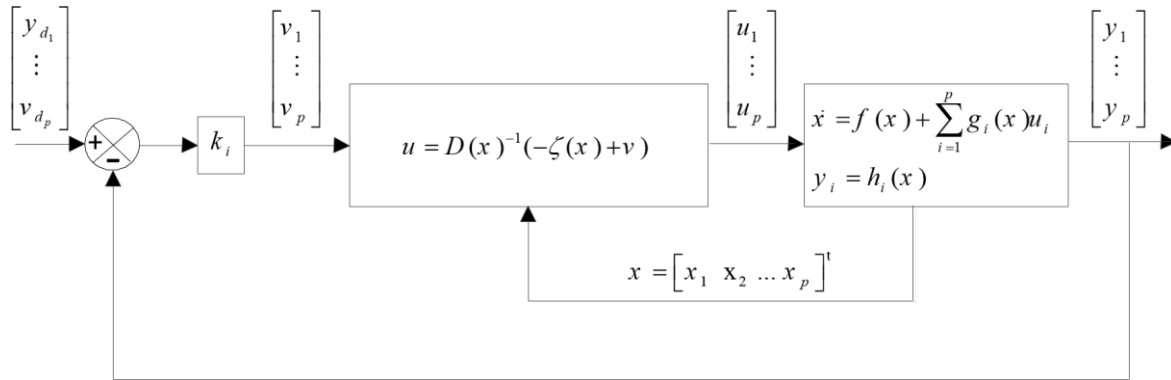 [y_{d_1} ⋮ v_{d_p}]
[v_1 ⋮ v_p]
[u_1 ⋮ u_p]
[y_1 ⋮ y_p]
+
−
k_i
u = D(x)^{-1}(-ζ(x)+v)
ẋ = f(x) + \sum_{i=1}^{p} g_i(x)u_i
y_i = h_i(x)
x = [x_1 x_2 ... x_p]^t